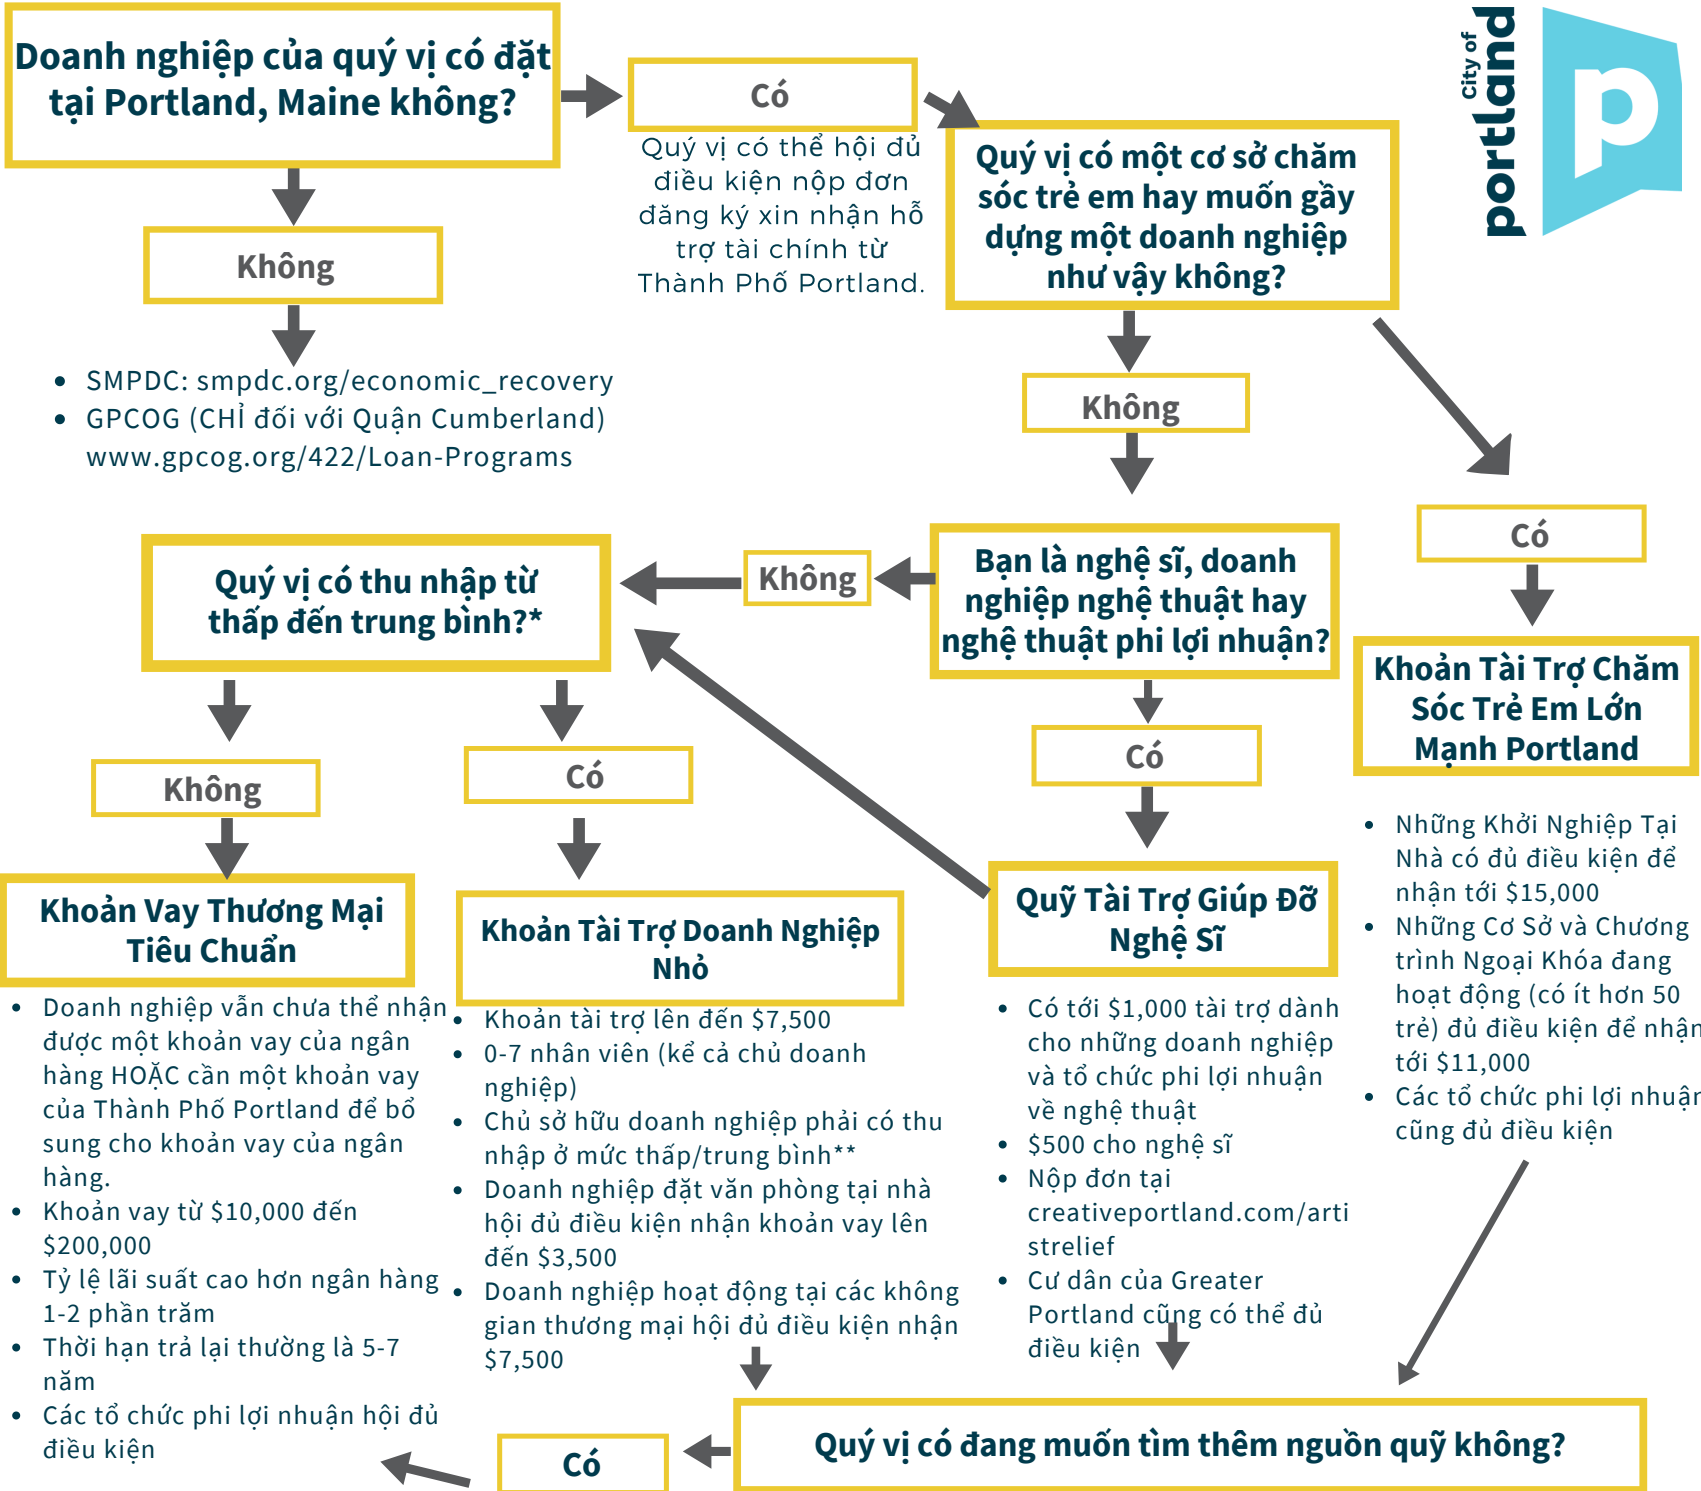 Doanh nghiệp của quý vị có đặt
tại Portland, Maine không?
Có
Quý vị có thể hội đủ
điều kiện nộp đơn
đăng ký xin nhận hỗ
trợ tài chính từ
Thành Phố Portland.
Quý vị có một cơ sở chăm
sóc trẻ em hay muốn gầy
dựng một doanh nghiệp
như vậy không?
City of
portland
p
Không
SMPDC: smpdc.org/economic_recovery
GPCOG (CHỈ đối với Quận Cumberland)
www.gpcog.org/422/Loan-Programs
Không
Có
Bạn là nghệ sĩ, doanh
nghiệp nghệ thuật hay
nghệ thuật phi lợi nhuận?
Không
Quý vị có thu nhập từ
thấp đến trung bình?*
Khoản Tài Trợ Chăm
Sóc Trẻ Em Lớn
Mạnh Portland
Những Khởi Nghiệp Tại
Nhà có đủ điều kiện để
nhận tới $15,000
Những Cơ Sở và Chương
trình Ngoại Khóa đang
hoạt động (có ít hơn 50
trẻ) đủ điều kiện để nhận
tới $11,000
Các tổ chức phi lợi nhuận
cũng đủ điều kiện
Có
Quỹ Tài Trợ Giúp Đỡ
Nghệ Sĩ
Có tới $1,000 tài trợ dành
cho những doanh nghiệp
và tổ chức phi lợi nhuận
về nghệ thuật
$500 cho nghệ sĩ
Nộp đơn tại
creativeportland.com/arti
strelief
Cư dân của Greater
Portland cũng có thể đủ
điều kiện
Có
Khoản Tài Trợ Doanh Nghiệp
Nhỏ
Khoản tài trợ lên đến $7,500
0-7 nhân viên (kể cả chủ doanh
nghiệp)
Chủ sở hữu doanh nghiệp phải có thu
nhập ở mức thấp/trung bình**
Doanh nghiệp đặt văn phòng tại nhà
hội đủ điều kiện nhận khoản vay lên
đến $3,500
Doanh nghiệp hoạt động tại các không
gian thương mại hội đủ điều kiện nhận
$7,500
Không
Khoản Vay Thương Mại
Tiêu Chuẩn
Doanh nghiệp vẫn chưa thể nhận
được một khoản vay của ngân
hàng HOẶC cần một khoản vay
của Thành Phố Portland để bổ
sung cho khoản vay của ngân
hàng.
Khoản vay từ $10,000 đến
$200,000
Tỷ lệ lãi suất cao hơn ngân hàng
1-2 phần trăm
Thời hạn trả lại thường là 5-7
năm
Các tổ chức phi lợi nhuận hội đủ
điều kiện
Quý vị có đang muốn tìm thêm nguồn quỹ không?
Có